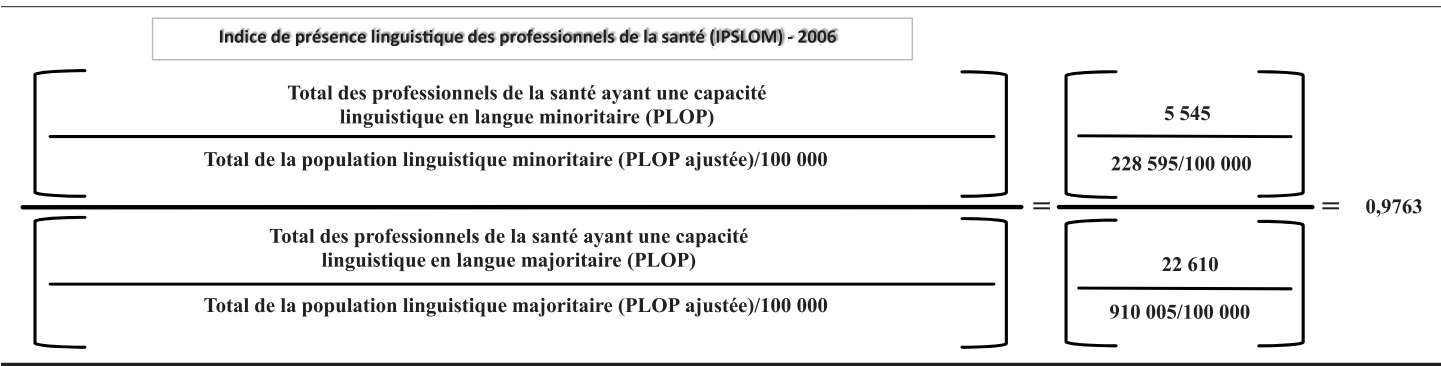 Indice de présence linguistique des professionnels de la santé (IPSLOM) - 2006
Total des professionnels de la santé ayant une capacité
linguistique en langue minoritaire (PLOP)
Total de la population linguistique minoritaire (PLOP ajustée)/100 000
Total des professionnels de la santé ayant une capacité
linguistique en langue majoritaire (PLOP)
Total de la population linguistique majoritaire (PLOP ajustée)/100 000
=
5 545
228 595/100 000
22 610
910 005/100 000
= 0,9763